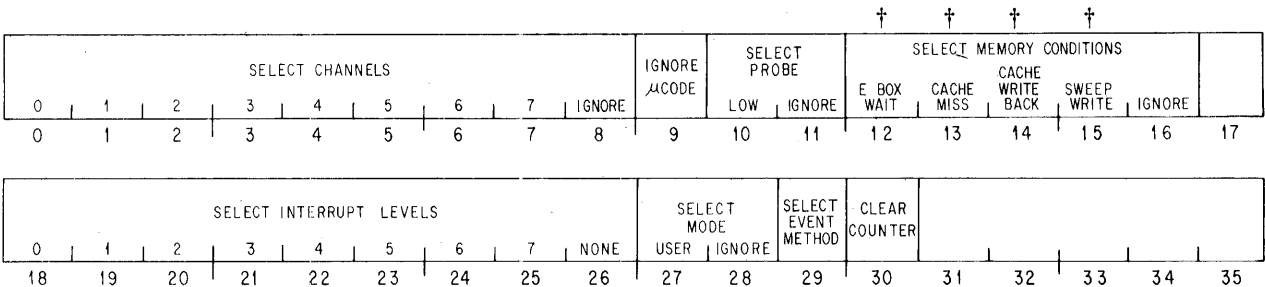 † † † †
SELECT CHANNELS IGNORE μCODE SELECT PROBE SELECT MEMORY CONDITIONS
0 1 2 3 4 5 6 7 IGNORE LOW IGNORE E BOX WAIT CACHE MISS CACHE WRITE BACK SWEEP WRITE IGNORE
0 1 2 3 4 5 6 7 8 9 10 11 12 13 14 15 16 17
SELECT INTERRUPT LEVELS SELECT MODE SELECT EVENT METHOD CLEAR COUNTER
0 1 2 3 4 5 6 7 NONE USER IGNORE
18 19 20 21 22 23 24 25 26 27 28 29 30 31 32 33 34 35